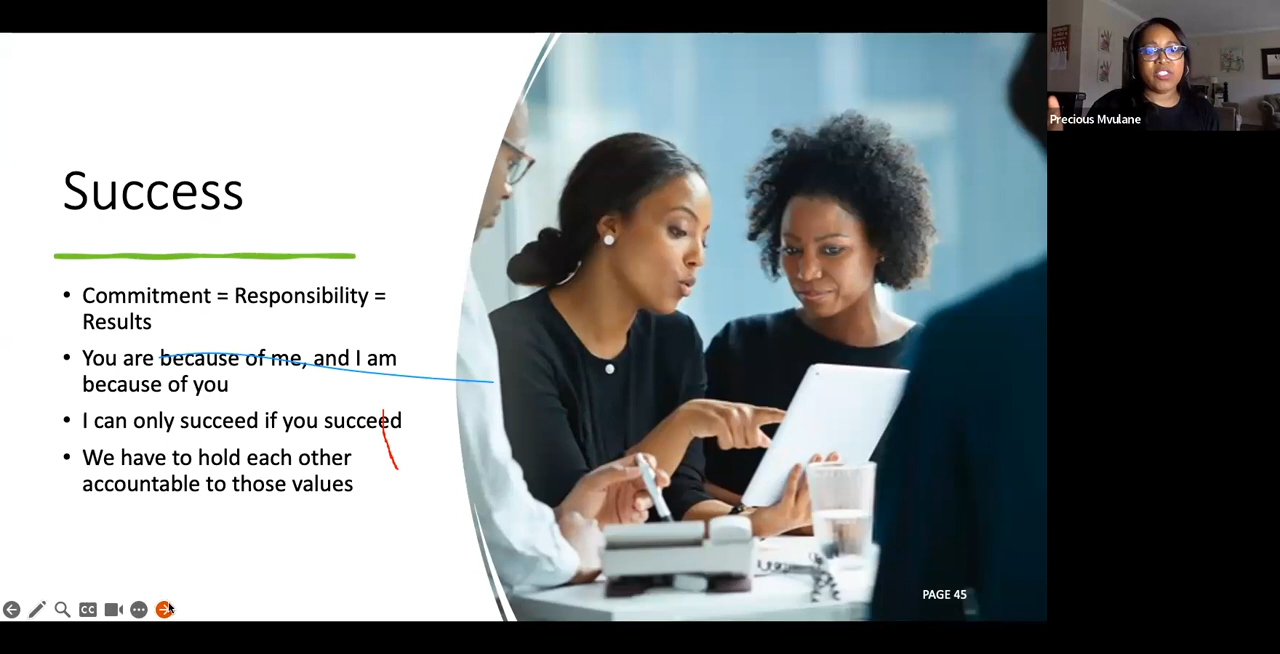 Success
• Commitment = Responsibility =
Results
• You are because of me, and I am
because of you
• I can only succeed if you succeed
• We have to hold each other
accountable to those values
PAGE 45
CC
Precious Mvulane